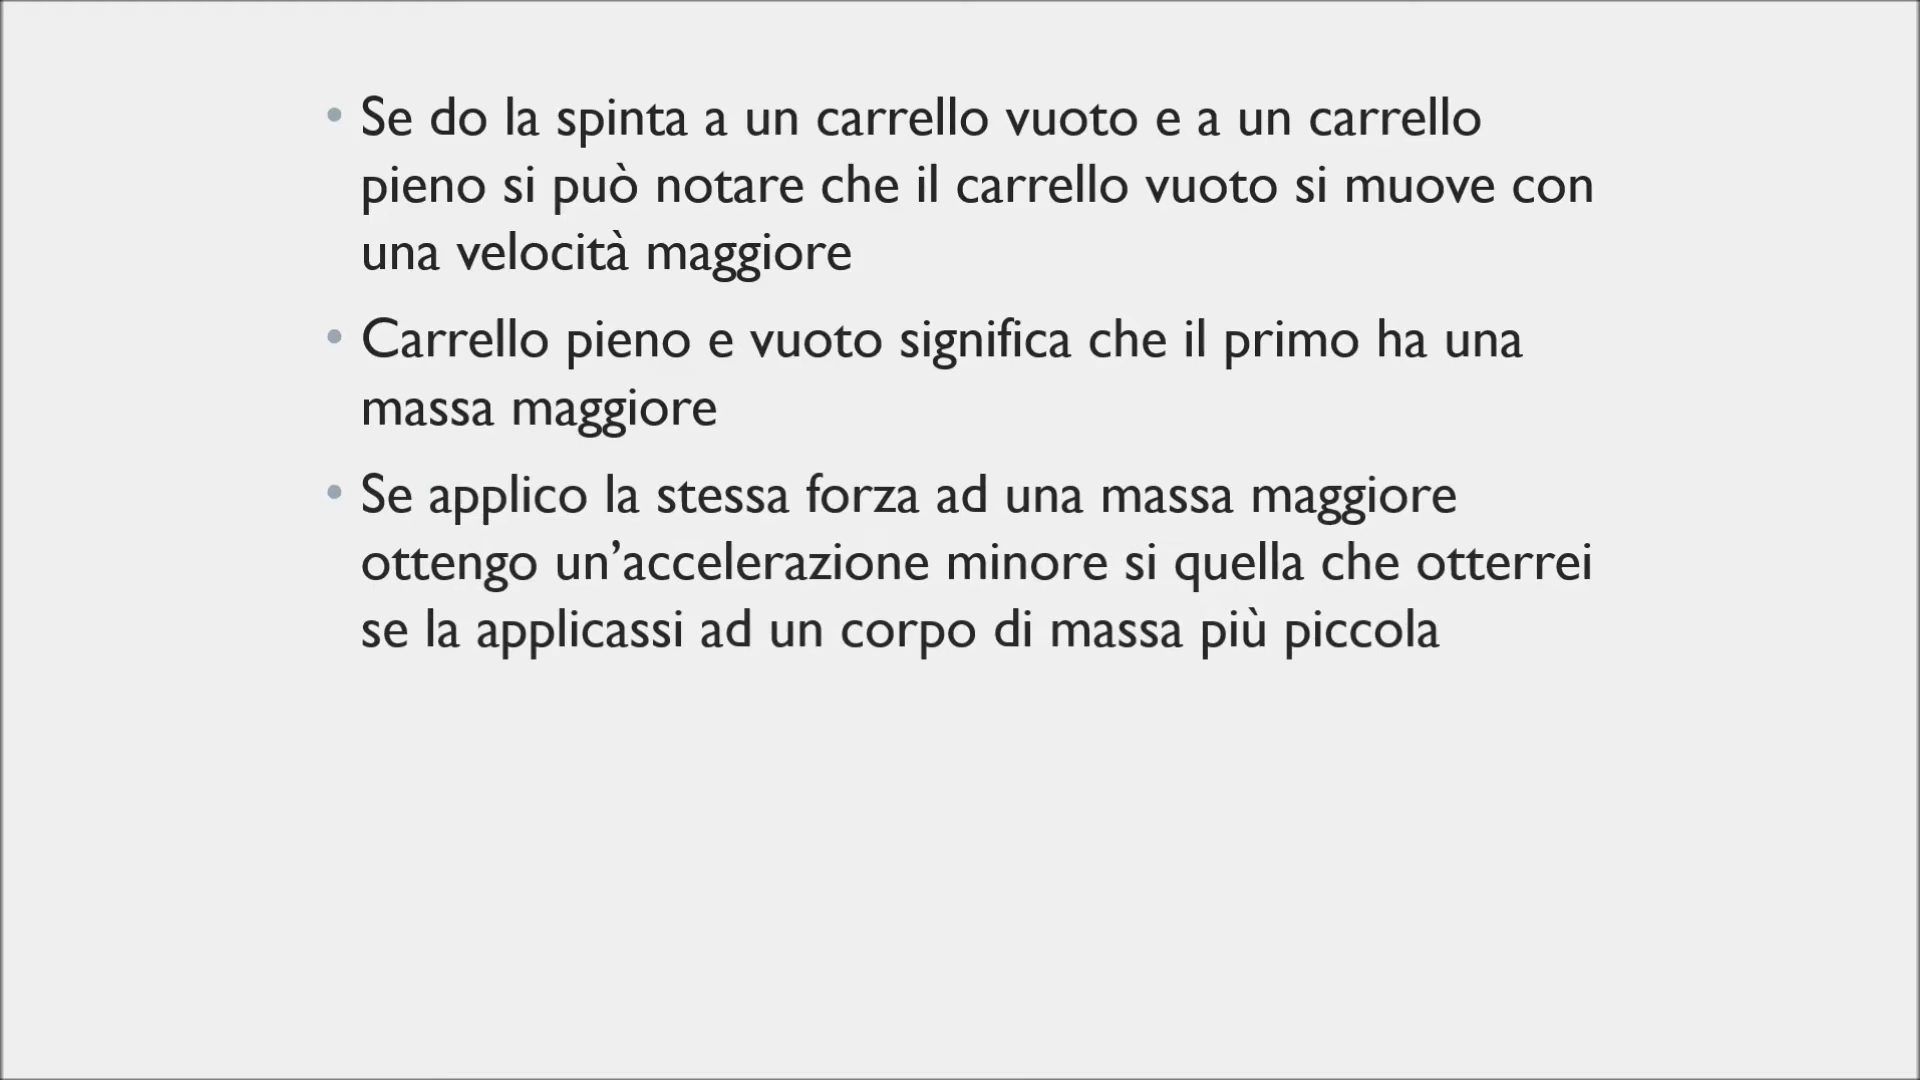 • Se do la spinta a un carrello vuoto e a un carrello
pieno si può notare che il carrello vuoto si muove con
una velocità maggiore
• Carrello pieno e vuoto significa che il primo ha una
massa maggiore
• Se applico la stessa forza ad una massa maggiore
ottengo un’accelerazione minore si quella che otterrei
se la applicassi ad un corpo di massa più piccola